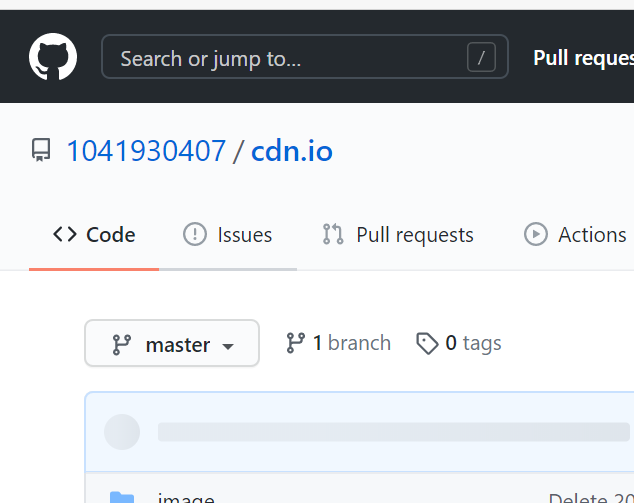 Search or jump to... / Pull reques
1041930407 / cdn.io
Code Issues Pull requests Actions
master 1 branch 0 tags
image Delete 20